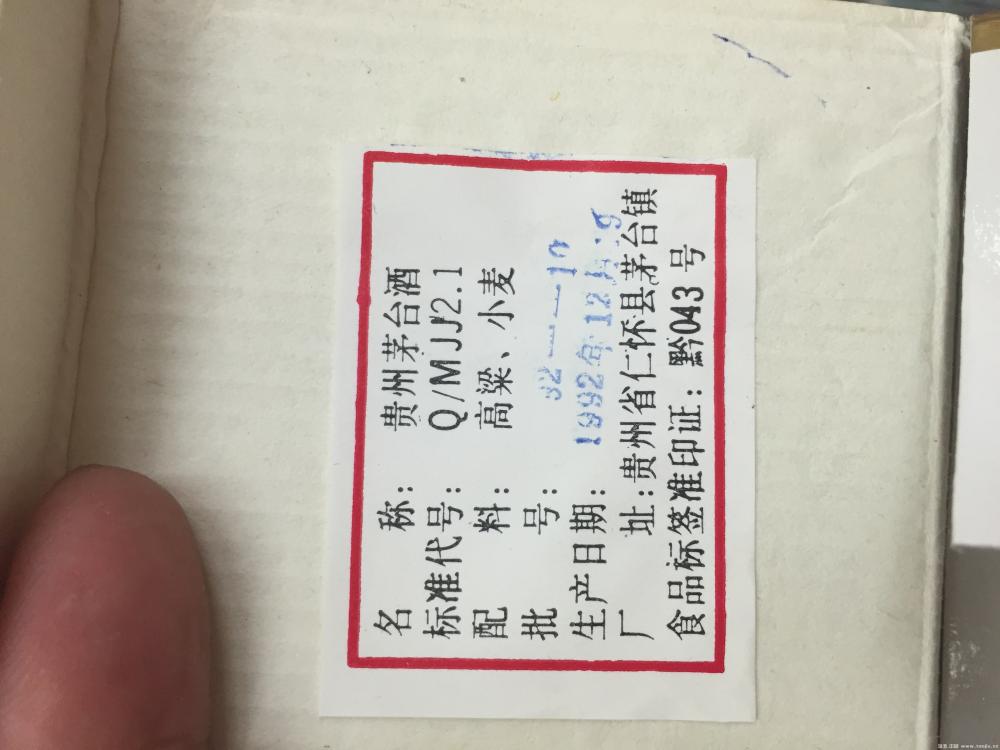 名 称: 贵州茅台酒
标准代号: Q/MJJ2.1
配 料: 高粱、小麦
批 号:
生产日期: 1992年12月
厂 址: 贵州省仁怀县茅台镇
食品标签准印证: 黔043号